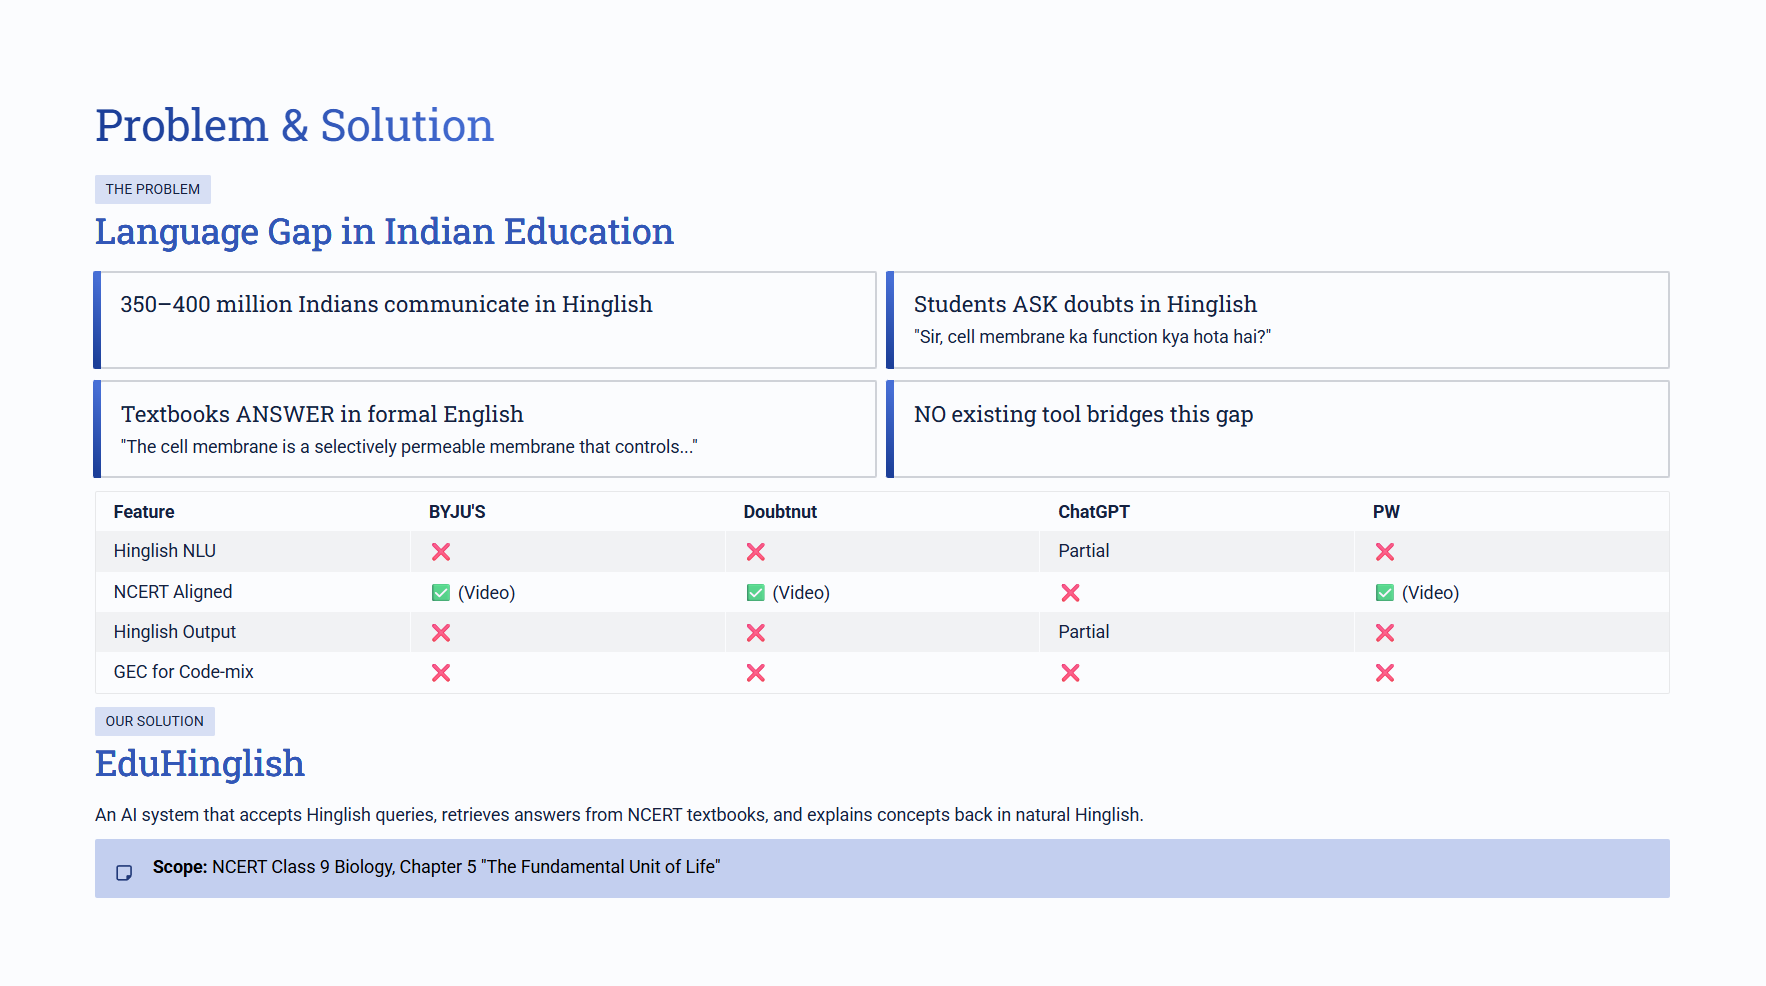 Problem & Solution
THE PROBLEM
Language Gap in Indian Education
350–400 million Indians communicate in Hinglish
Students ASK doubts in Hinglish
"Sir, cell membrane ka function kya hota hai?"
Textbooks ANSWER in formal English
"The cell membrane is a selectively permeable membrane that controls..."
NO existing tool bridges this gap
Feature BYJU'S Doubtnut ChatGPT PW
Hinglish NLU ❌ ❌ Partial ❌
NCERT Aligned ✅ (Video) ✅ (Video) ❌ ✅ (Video)
Hinglish Output ❌ ❌ Partial ❌
GEC for Code-mix ❌ ❌ ❌ ❌
OUR SOLUTION
EduHinglish
An AI system that accepts Hinglish queries, retrieves answers from NCERT textbooks, and explains concepts back in natural Hinglish.
Scope: NCERT Class 9 Biology, Chapter 5 "The Fundamental Unit of Life"